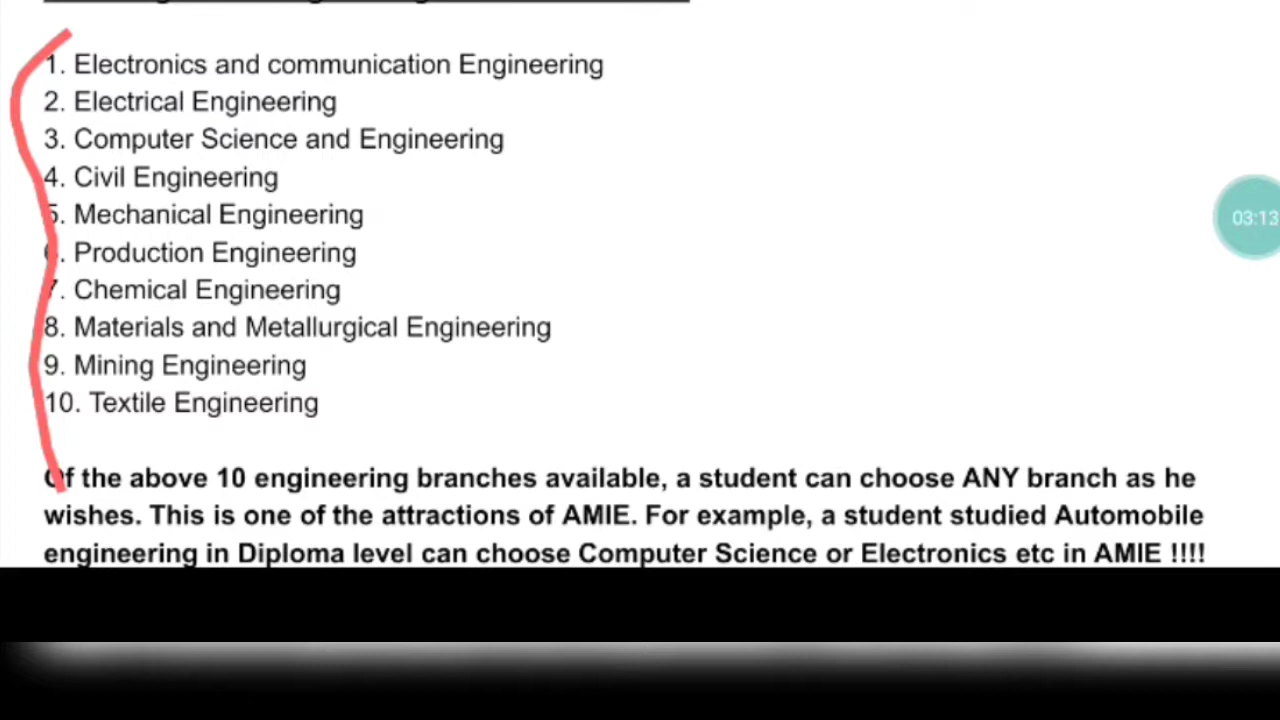 1. Electronics and communication Engineering
2. Electrical Engineering
3. Computer Science and Engineering
4. Civil Engineering
5. Mechanical Engineering
6. Production Engineering
7. Chemical Engineering
8. Materials and Metallurgical Engineering
9. Mining Engineering
10. Textile Engineering
Of the above 10 engineering branches available, a student can choose ANY branch as he
wishes. This is one of the attractions of AMIE. For example, a student studied Automobile
engineering in Diploma level can choose Computer Science or Electronics etc in AMIE !!!!
03:13